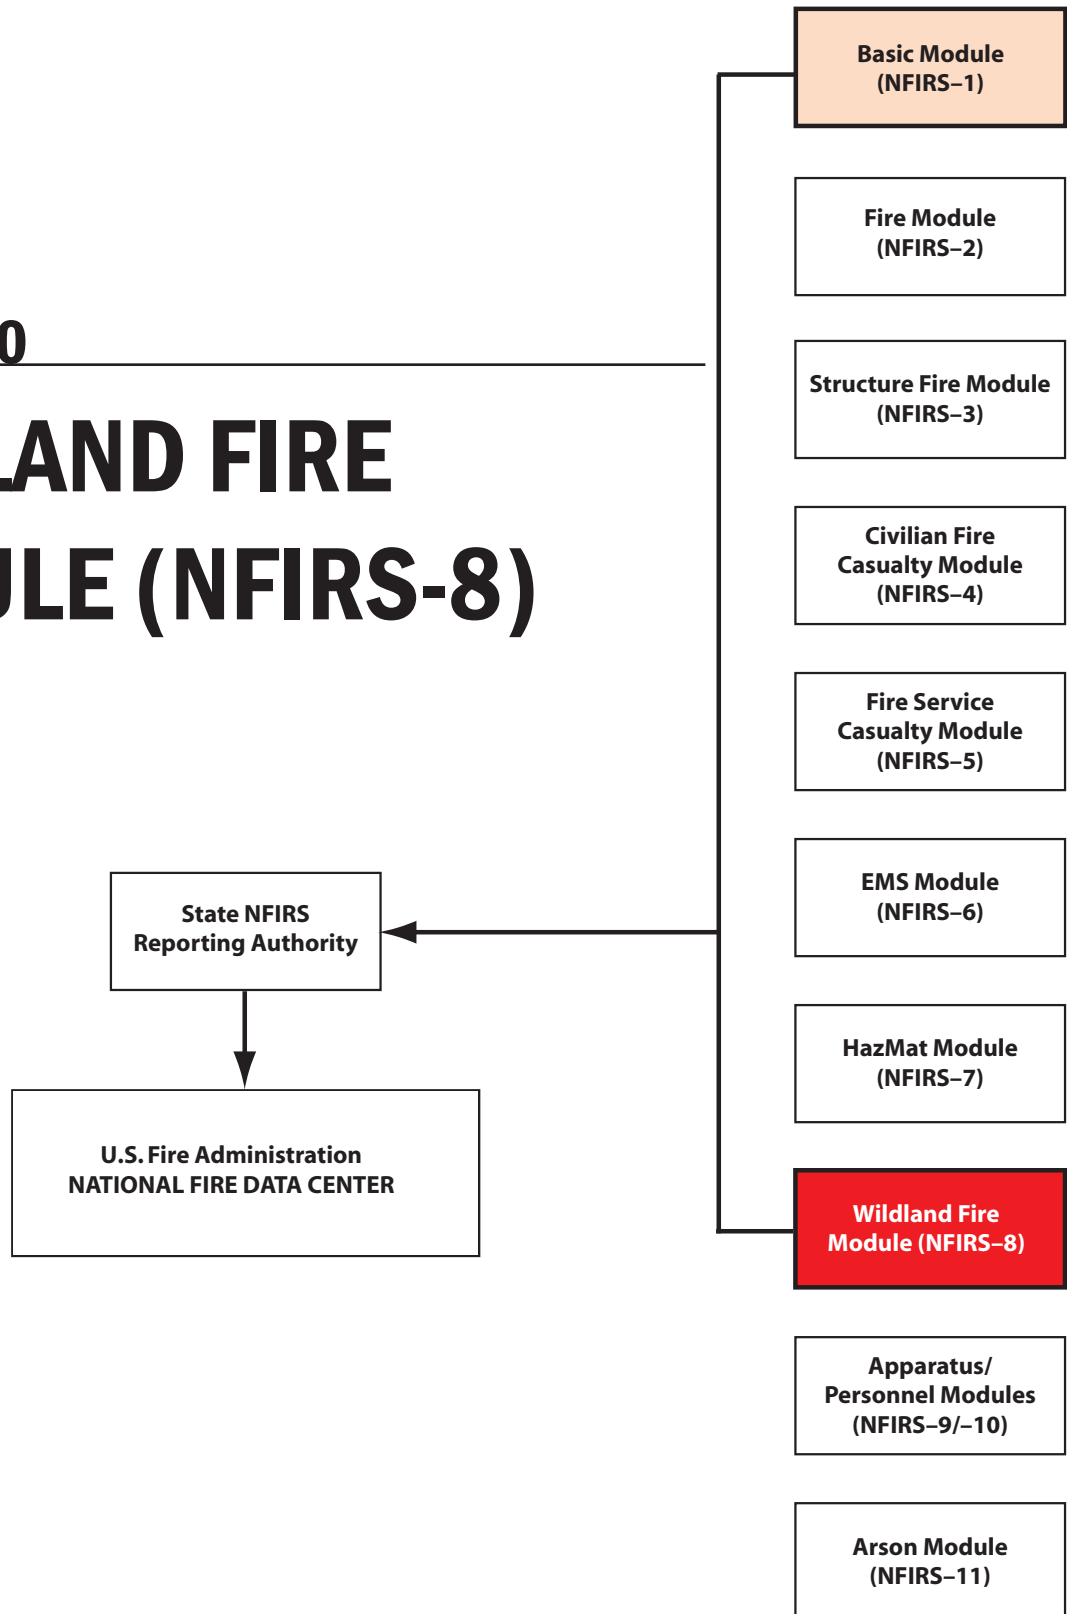 0
LAND FIRE
ULE (NFIRS-8)
State NFIRS
Reporting Authority
U.S. Fire Administration
NATIONAL FIRE DATA CENTER
Basic Module
(NFIRS–1)
Fire Module
(NFIRS–2)
Structure Fire Module
(NFIRS–3)
Civilian Fire
Casualty Module
(NFIRS–4)
Fire Service
Casualty Module
(NFIRS–5)
EMS Module
(NFIRS–6)
HazMat Module
(NFIRS–7)
Wildland Fire
Module (NFIRS–8)
Apparatus/
Personnel Modules
(NFIRS–9/–10)
Arson Module
(NFIRS–11)